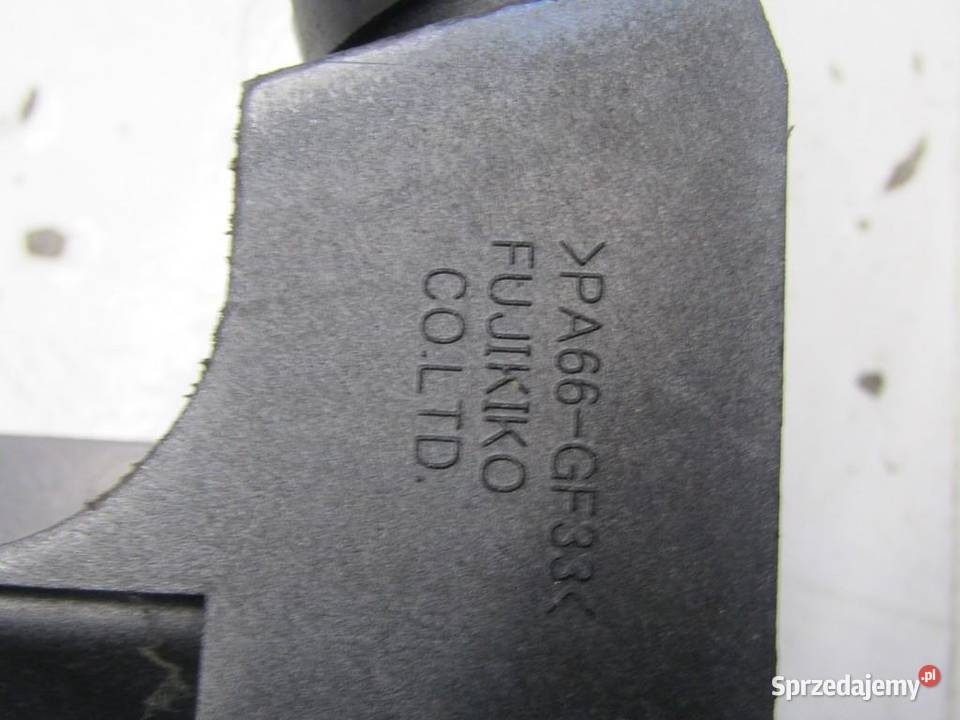 >PA66-GF33<
FUJIKIKO
CO.LTD.
Sprzedajemy.pl